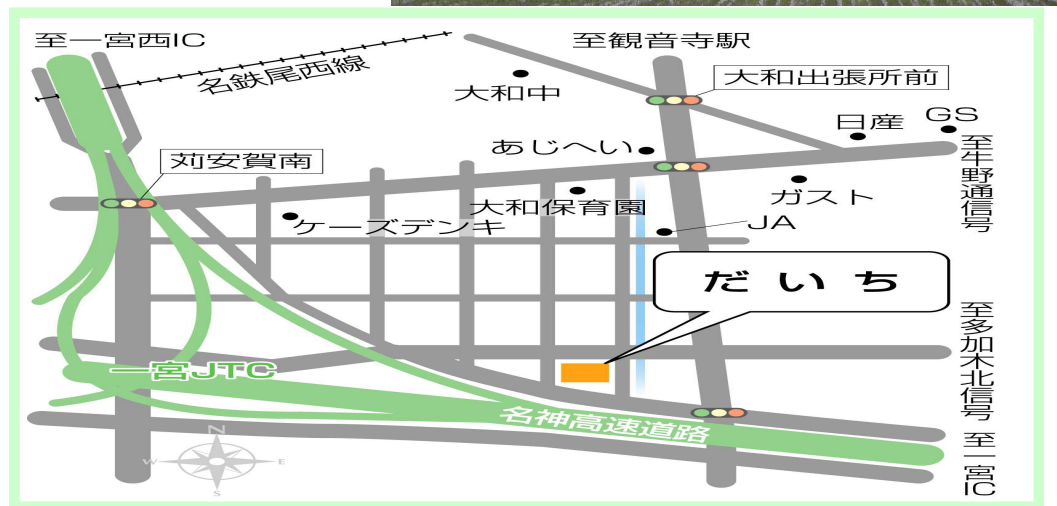 至一宮西IC
名鉄尾西線
至観音寺駅
大和中
大和出張所前
日産
GS
あじへい
至牛野通信号
苅安賀南
大和保育園
ガスト
ケーズデンキ
JA
だいち
至多加木北信号
一宮JTC
名神高速道路
至一宮IC
N
W
E
S